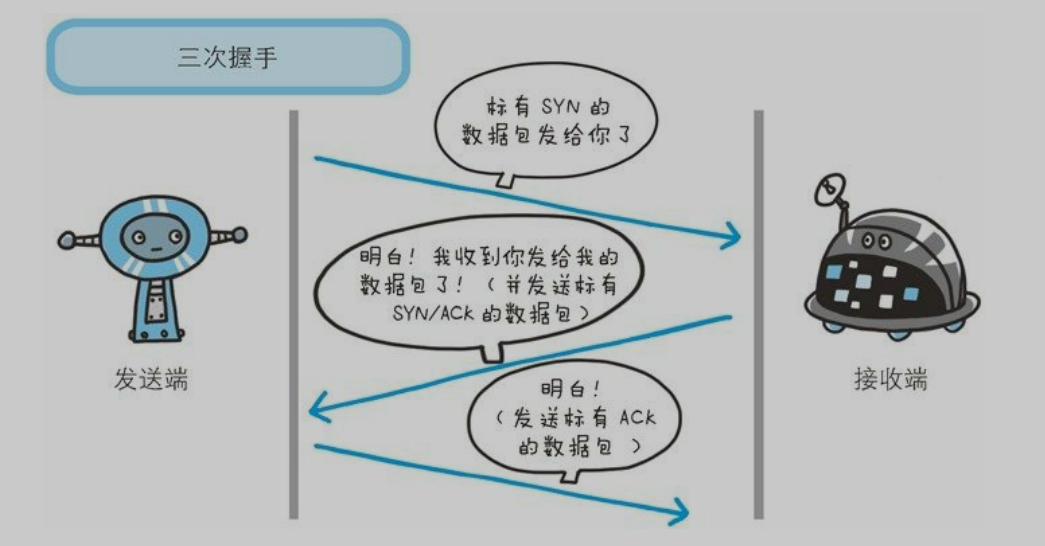 三次握手
标有 SYN 的
数据包发给你了
明白！我收到你发给我的
数据包了！（并发送标有
SYN/ACK 的数据包）
发送端
接收端
明白！
（发送标有 ACK
的数据包 ）